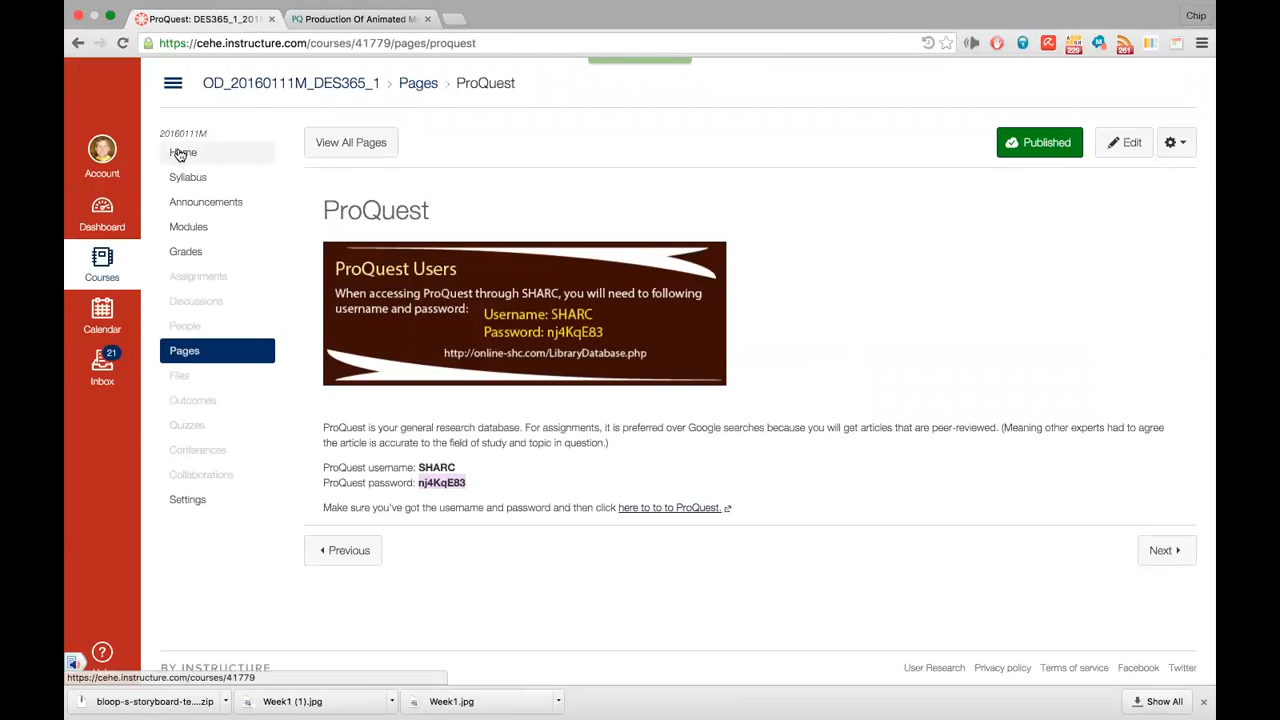 ProQuest: DES365_1_201
PQ Production Of Animated M
Chip
https://cehe.instructure.com/courses/41779/pages/proquest
229
261
OD_20160111M_DES365_1 > Pages > ProQuest
20160111M
View All Pages
Published
Edit
Account
Dashboard
Courses
Calendar
21
Inbox
Home
Syllabus
Announcements
Modules
Grades
Assignments
Discussions
People
Pages
Files
Outcomes
Quizzes
Conferences
Collaborations
Settings
ProQuest
ProQuest Users
When accessing ProQuest through SHARC, you will need to following
username and password:
Username: SHARC
Password: nj4KqE83
http://online-shc.com/LibraryDatabase.php
ProQuest is your general research database. For assignments, it is preferred over Google searches because you will get articles that are peer-reviewed. (Meaning other experts had to agree
the article is accurate to the field of study and topic in question.)
ProQuest username: SHARC
ProQuest password: nj4KqE83
Make sure you've got the username and password and then click here to to to ProQuest.
Previous
Next
BY INSTRUCTURE
User Research Privacy policy Terms of service Facebook Twitter
https://cehe.instructure.com/courses/41779
bloop-s-storyboard-te....zip
Week1 (1).jpg
Week1.jpg
Show All